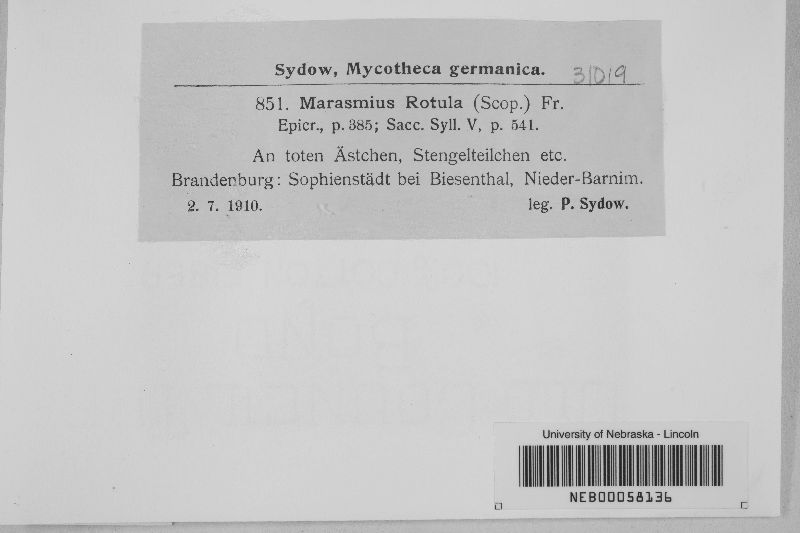 Sydow, Mycotheca germanica. 31019
851. Marasmius Rotula (Scop.) Fr.
Epicr., p. 385; Sacc. Syll. V, p. 541.
An toten Ästchen, Stengelteilchen etc.
Brandenburg: Sophienstädt bei Biesenthal, Nieder-Barnim.
2. 7. 1910. leg. P. Sydow.
University of Nebraska - Lincoln
NEB00058136